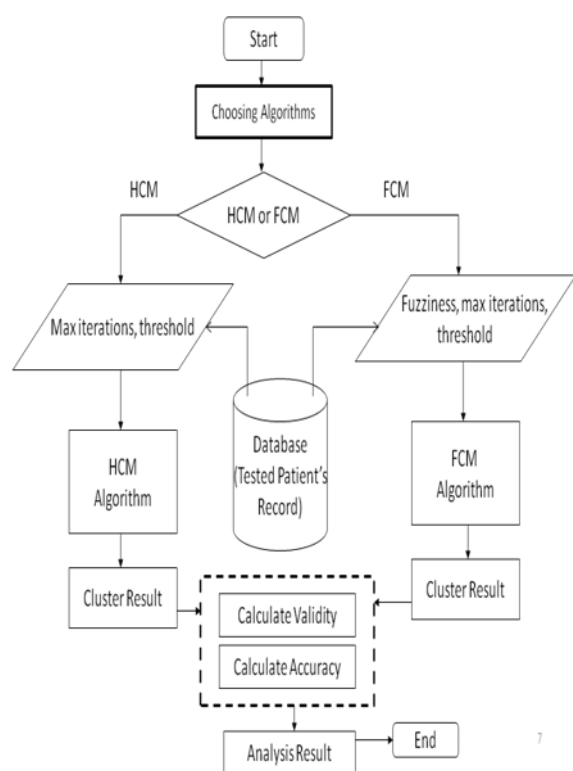 Start
Choosing Algorithms
HCM
FCM
HCM or FCM
Max iterations, threshold
Fuzziness, max iterations,
threshold
Database
(Tested Patient's
Record)
HCM
Algorithm
FCM
Algorithm
Cluster Result
Cluster Result
Calculate Validity
Calculate Accuracy
Analysis Result
End
7